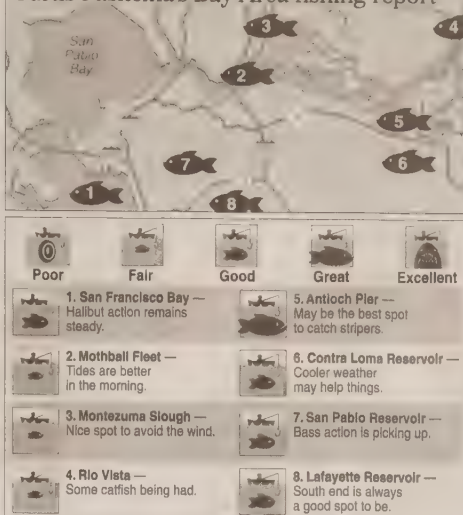 San
Pablo
Bay
3
4
2
5
6
7
1
8
Poor
Fair
Good
Great
Excellent
1. San Francisco Bay —
Halibut action remains
steady.
2. Mothball Fleet —
Tides are better
in the morning.
3. Montezuma Slough —
Nice spot to avoid the wind.
4. Rio Vista —
Some catfish being had.
5. Antioch Pier —
May be the best spot
to catch stripers.
6. Contra Loma Reservoir —
Cooler weather
may help things.
7. San Pablo Reservoir —
Bass action is picking up.
8. Lafayette Reservoir —
South end is always
a good spot to be.